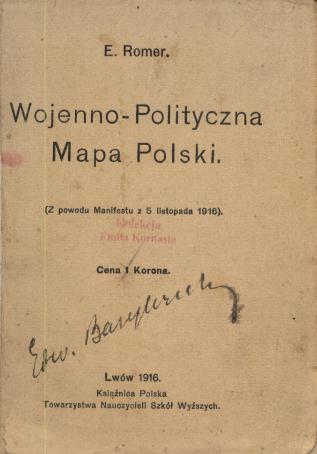 E. Romer.
Wojenno-Polityczna
Mapa Polski.
(Z powodu Manifestu z 5 listopada 1916).
Kolekcja
Emila Kornasia
Cena 1 Korona.
Edw.
Lwów 1916.
Książnica Polska
Towarzystwa Nauczycieli Szkół Wyższych.